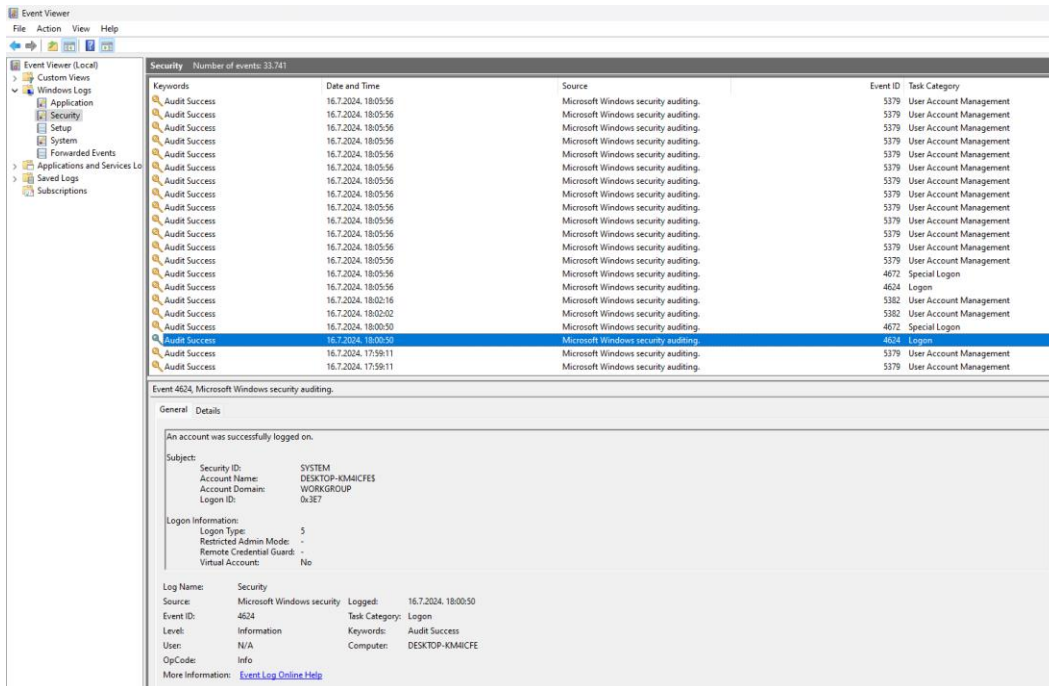 Event Viewer
File Action View Help
Event Viewer (Local)
Custom Views
Windows Logs
Application
Security
Setup
System
Forwarded Events
Applications and Services Lo
Saved Logs
Subscriptions
Security Number of events: 33.741
Keywords Date and Time Source Event ID Task Category
Audit Success 16.7.2024. 18:05:56 Microsoft Windows security auditing. 5379 User Account Management
Audit Success 16.7.2024. 18:05:56 Microsoft Windows security auditing. 5379 User Account Management
Audit Success 16.7.2024. 18:05:56 Microsoft Windows security auditing. 5379 User Account Management
Audit Success 16.7.2024. 18:05:56 Microsoft Windows security auditing. 5379 User Account Management
Audit Success 16.7.2024. 18:05:56 Microsoft Windows security auditing. 5379 User Account Management
Audit Success 16.7.2024. 18:05:56 Microsoft Windows security auditing. 5379 User Account Management
Audit Success 16.7.2024. 18:05:56 Microsoft Windows security auditing. 5379 User Account Management
Audit Success 16.7.2024. 18:05:56 Microsoft Windows security auditing. 5379 User Account Management
Audit Success 16.7.2024. 18:05:56 Microsoft Windows security auditing. 5379 User Account Management
Audit Success 16.7.2024. 18:05:56 Microsoft Windows security auditing. 5379 User Account Management
Audit Success 16.7.2024. 18:05:56 Microsoft Windows security auditing. 5379 User Account Management
Audit Success 16.7.2024. 18:05:56 Microsoft Windows security auditing. 5379 User Account Management
Audit Success 16.7.2024. 18:05:56 Microsoft Windows security auditing. 5379 User Account Management
Audit Success 16.7.2024. 18:05:56 Microsoft Windows security auditing. 4672 Special Logon
Audit Success 16.7.2024. 18:05:56 Microsoft Windows security auditing. 4624 Logon
Audit Success 16.7.2024. 18:02:16 Microsoft Windows security auditing. 5382 User Account Management
Audit Success 16.7.2024. 18:02:02 Microsoft Windows security auditing. 5382 User Account Management
Audit Success 16.7.2024. 18:00:50 Microsoft Windows security auditing. 4672 Special Logon
Audit Success 16.7.2024. 18:00:50 Microsoft Windows security auditing. 4624 Logon
Audit Success 16.7.2024. 17:59:11 Microsoft Windows security auditing. 5379 User Account Management
Audit Success 16.7.2024. 17:59:11 Microsoft Windows security auditing. 5379 User Account Management
Event 4624, Microsoft Windows security auditing.
General Details
An account was successfully logged on.
Subject:
Security ID: SYSTEM
Account Name: DESKTOP-KM4ICFE$
Account Domain: WORKGROUP
Logon ID: 0x3E7
Logon Information:
Logon Type: 5
Restricted Admin Mode: -
Remote Credential Guard: -
Virtual Account: No
Log Name: Security
Source: Microsoft Windows security Logged: 16.7.2024. 18:00:50
Event ID: 4624 Task Category: Logon
Level: Information Keywords: Audit Success
User: N/A Computer: DESKTOP-KM4ICFE
OpCode: Info
More Information: Event Log Online Help